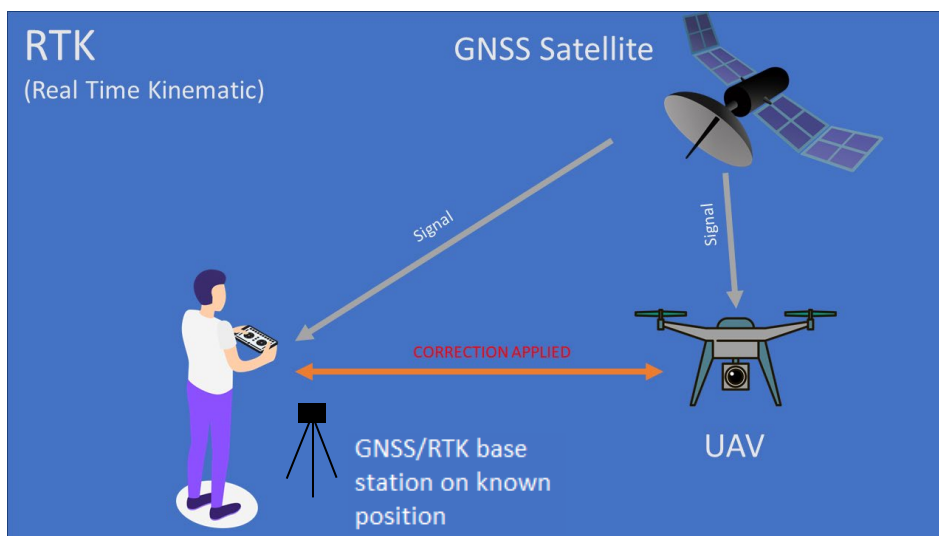 RTK
(Real Time Kinematic)
GNSS Satellite
Signal
Signal
CORRECTION APPLIED
GNSS/RTK base
station on known
position
UAV